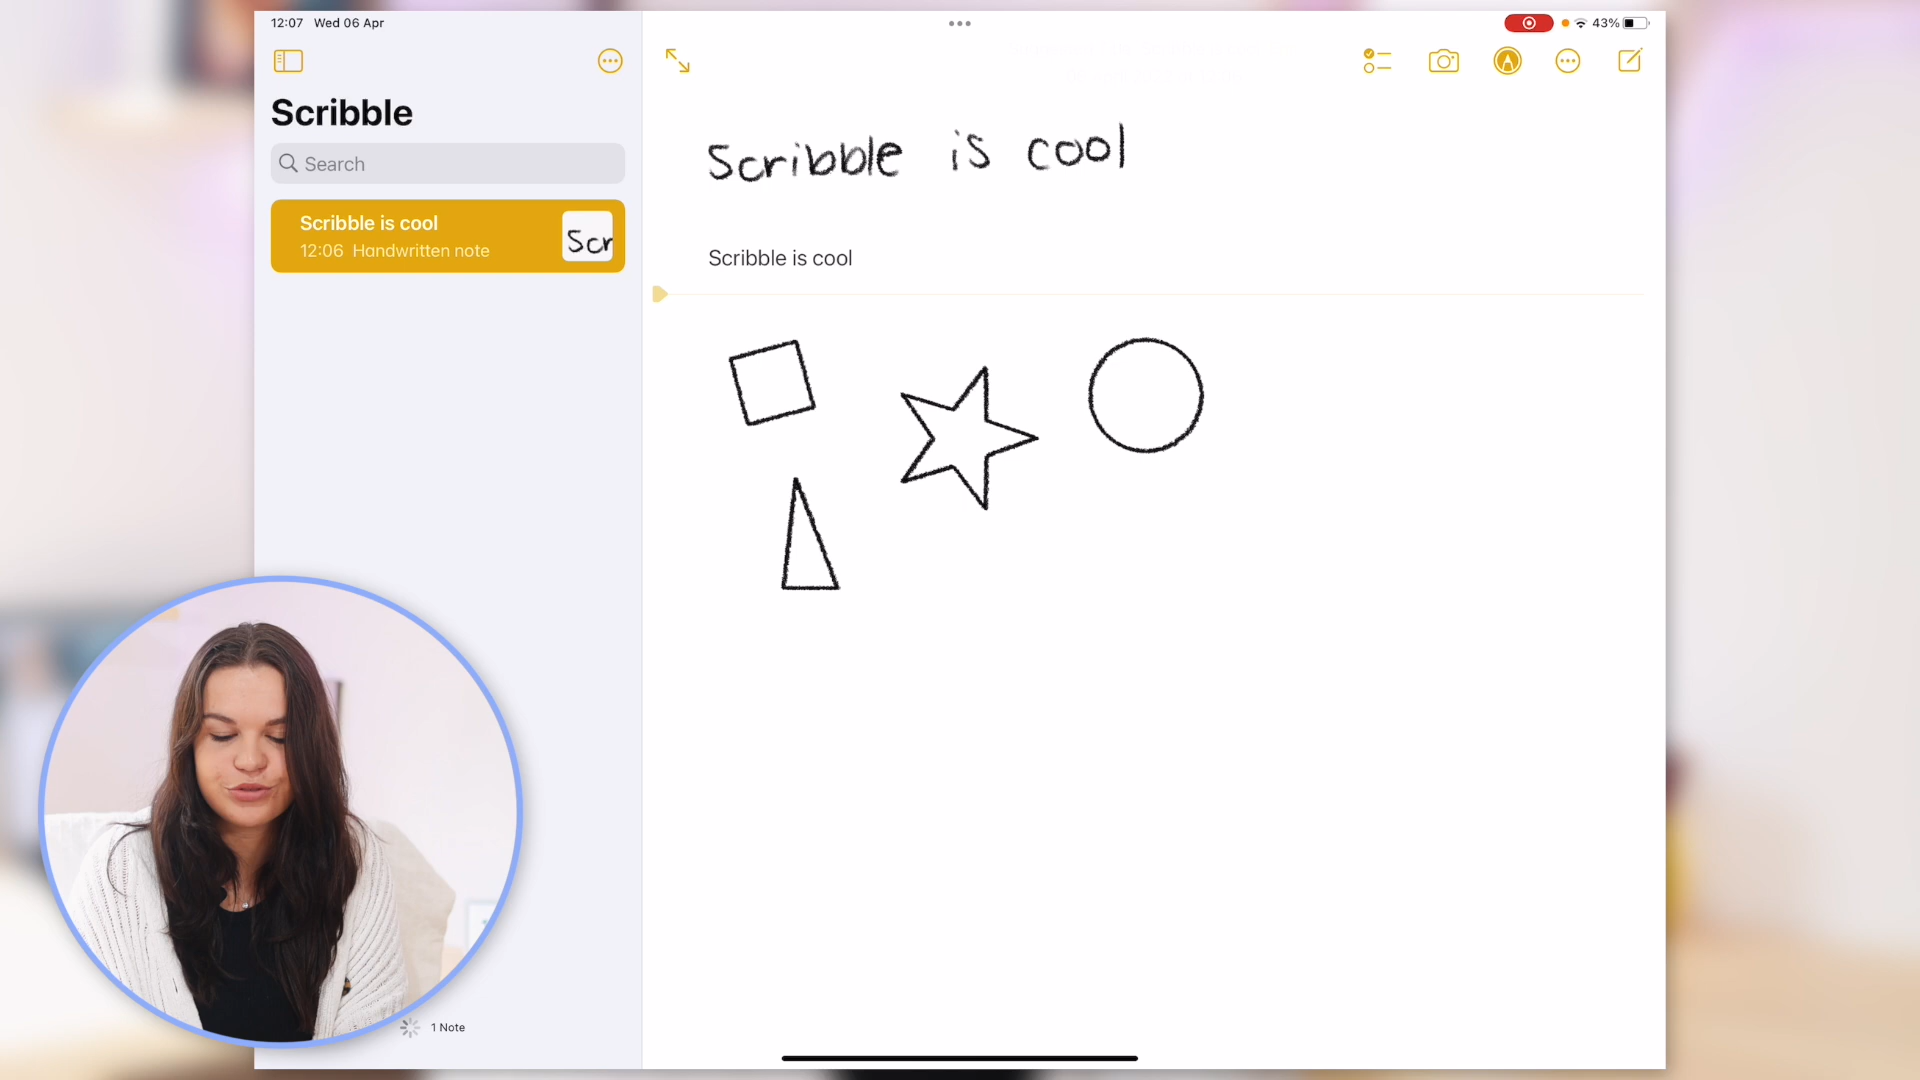 12:07 Wed 06 Apr
43%
Scribble
Search
Scribble is cool
12:06 Handwritten note
Scr
1 Note
Scribble is cool
Scribble is cool